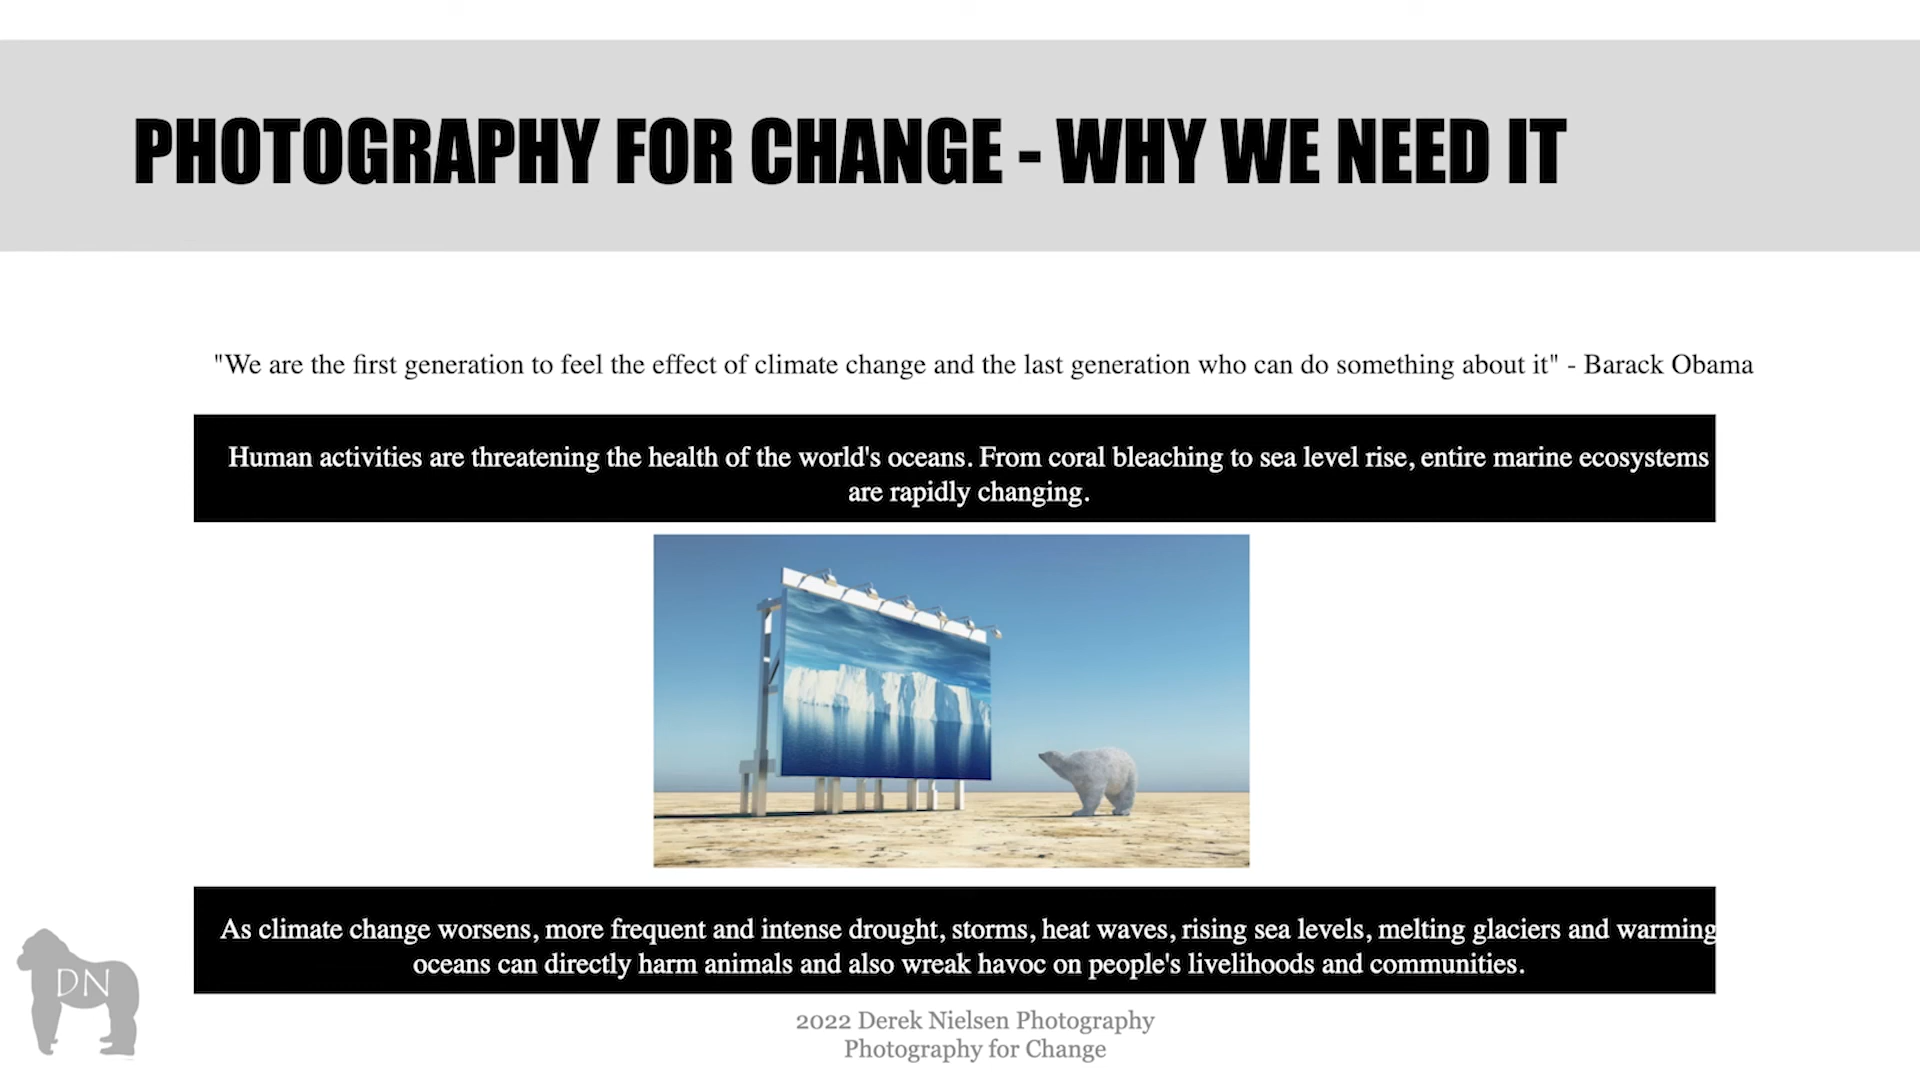 PHOTOGRAPHY FOR CHANGE - WHY WE NEED IT
"We are the first generation to feel the effect of climate change and the last generation who can do something about it" - Barack Obama
Human activities are threatening the health of the world's oceans. From coral bleaching to sea level rise, entire marine ecosystems
are rapidly changing.
As climate change worsens, more frequent and intense drought, storms, heat waves, rising sea levels, melting glaciers and warming
oceans can directly harm animals and also wreak havoc on people's livelihoods and communities.
DN
2022 Derek Nielsen Photography
Photography for Change